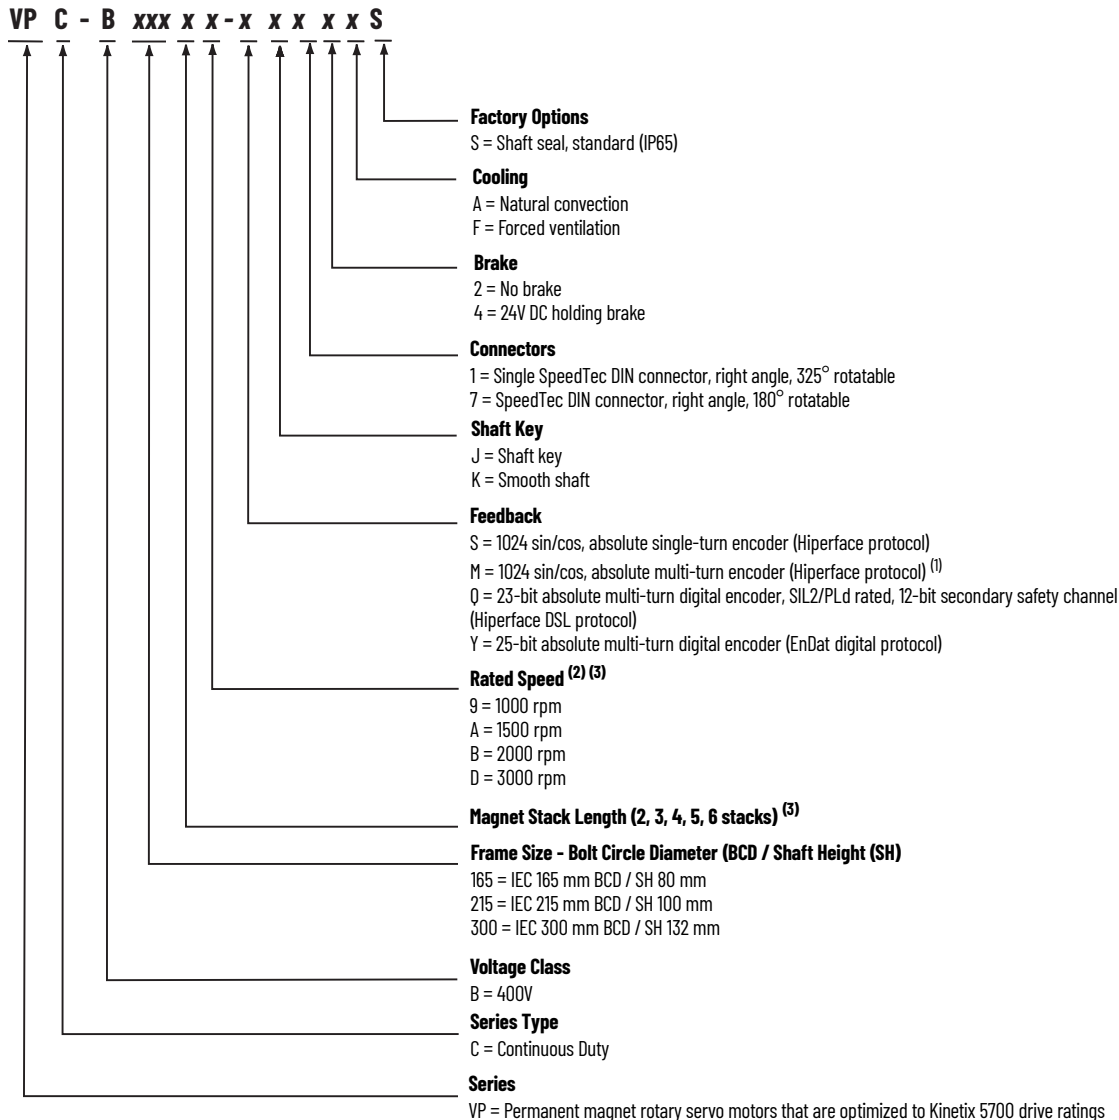 VP C - B xxx x x - x x x x x S
Factory Options
S = Shaft seal, standard (IP65)
Cooling
A = Natural convection
F = Forced ventilation
Brake
2 = No brake
4 = 24V DC holding brake
Connectors
1 = Single SpeedTec DIN connector, right angle, 325° rotatable
7 = SpeedTec DIN connector, right angle, 180° rotatable
Shaft Key
J = Shaft key
K = Smooth shaft
Feedback
S = 1024 sin/cos, absolute single-turn encoder (Hiperface protocol)
M = 1024 sin/cos, absolute multi-turn encoder (Hiperface protocol) (1)
Q = 23-bit absolute multi-turn digital encoder, SIL2/PLd rated, 12-bit secondary safety channel
(Hiperface DSL protocol)
Y = 25-bit absolute multi-turn digital encoder (EnDat digital protocol)
Rated Speed (2) (3)
9 = 1000 rpm
A = 1500 rpm
B = 2000 rpm
D = 3000 rpm
Magnet Stack Length (2, 3, 4, 5, 6 stacks) (3)
Frame Size - Bolt Circle Diameter (BCD / Shaft Height (SH)
165 = IEC 165 mm BCD / SH 80 mm
215 = IEC 215 mm BCD / SH 100 mm
300 = IEC 300 mm BCD / SH 132 mm
Voltage Class
B = 400V
Series Type
C = Continuous Duty
Series
VP = Permanent magnet rotary servo motors that are optimized to Kinetix 5700 drive ratings